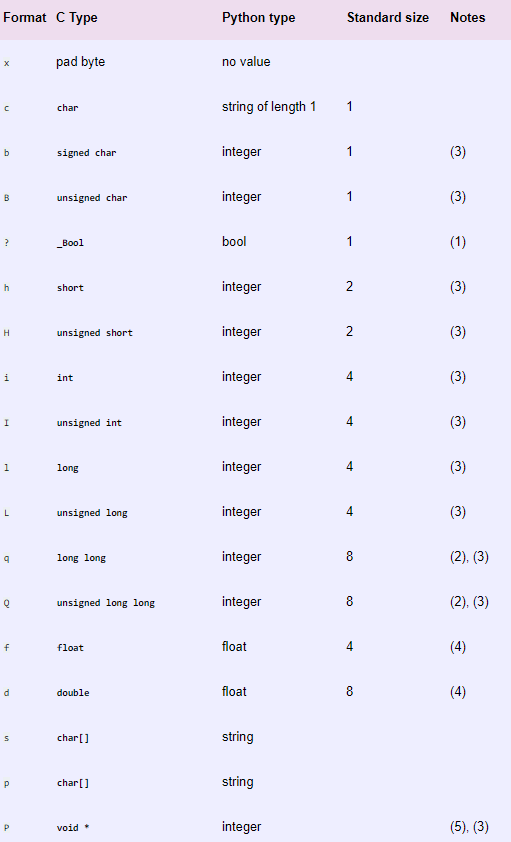 Format C Type Python type Standard size Notes
x pad byte no value
c char string of length 1 1
b signed char integer 1 (3)
B unsigned char integer 1 (3)
? _Bool bool 1 (1)
h short integer 2 (3)
H unsigned short integer 2 (3)
i int integer 4 (3)
I unsigned int integer 4 (3)
l long integer 4 (3)
L unsigned long integer 4 (3)
q long long integer 8 (2), (3)
Q unsigned long long integer 8 (2), (3)
f float float 4 (4)
d double float 8 (4)
s char[] string
p char[] string
P void * integer (5), (3)